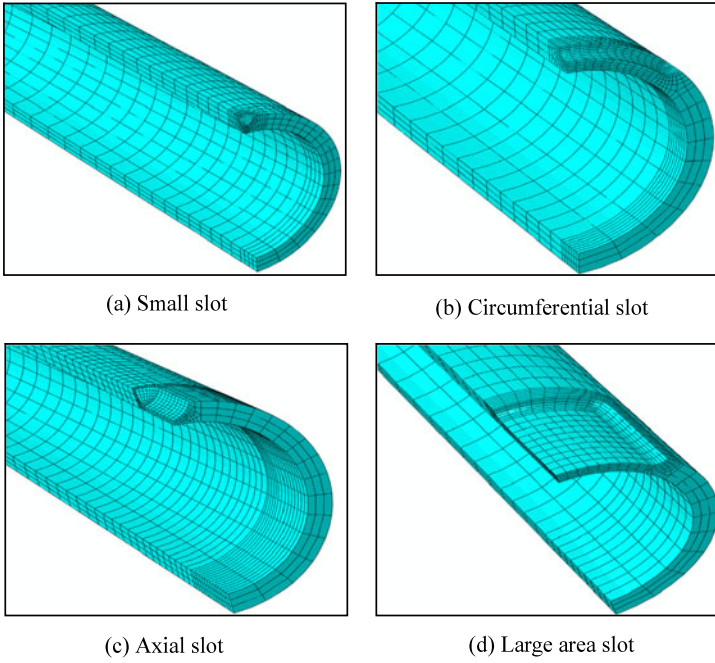 (a) Small slot
(b) Circumferential slot
(c) Axial slot
(d) Large area slot